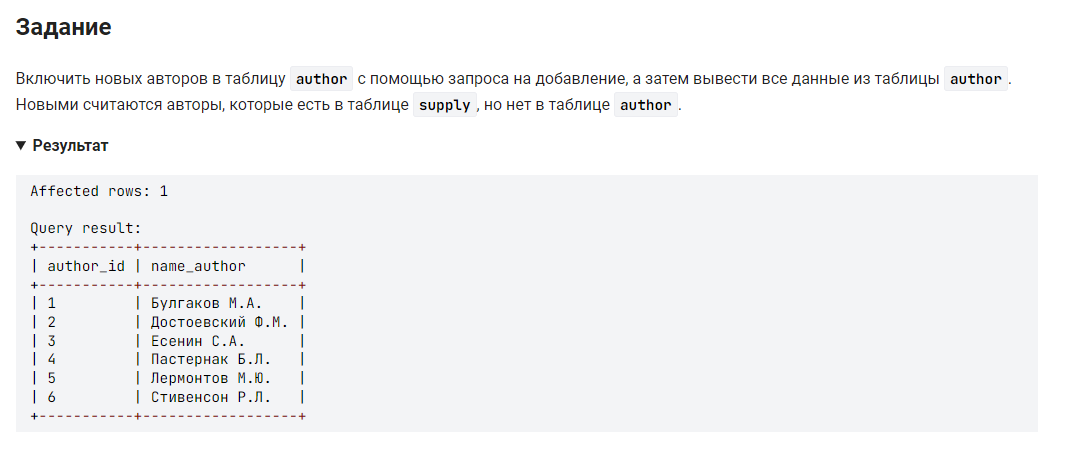 Задание
Включить новых авторов в таблицу author с помощью запроса на добавление, а затем вывести все данные из таблицы author.
Новыми считаются авторы, которые есть в таблице supply, но нет в таблице author.
▼ Результат
Affected rows: 1
Query result:
+-----------+------------------+
| author_id | name_author      |
+-----------+------------------+
| 1         | Булгаков М.А.    |
| 2         | Достоевский Ф.М. |
| 3         | Есенин С.А.      |
| 4         | Пастернак Б.Л.   |
| 5         | Лермонтов М.Ю.   |
| 6         | Стивенсон Р.Л.   |
+-----------+------------------+